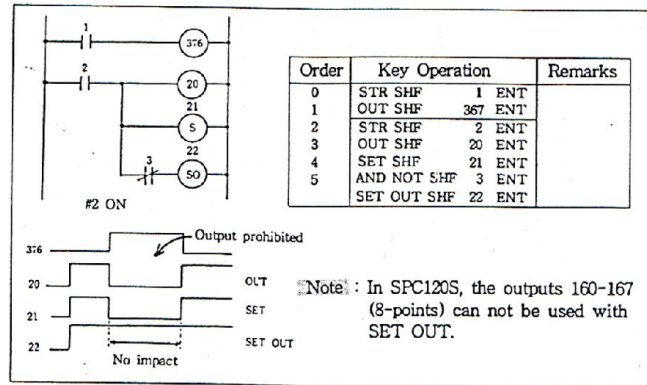 1
376
2
20
21
S
22
3
SO
#2 ON
Order Key Operation Remarks
0 STR SHF 1 ENT
1 OUT SHF 367 ENT
2 STR SHF 2 ENT
3 OUT SHF 20 ENT
4 SET SHF 21 ENT
5 AND NOT SHF 3 ENT
SET OUT SHF 22 ENT
376
Output prohibited
20 OUT
21 SET
22 SET OUT
No impact
Note : In SPC120S, the outputs 160-167
(8-points) can not be used with
SET OUT.